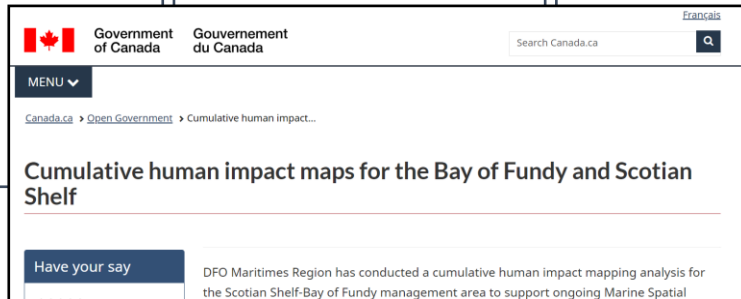 Français
Government of Canada
Gouvernement du Canada
Search Canada.ca
MENU
Canada.ca > Open Government > Cumulative human impact...
Cumulative human impact maps for the Bay of Fundy and Scotian
Shelf
Have your say
DFO Maritimes Region has conducted a cumulative human impact mapping analysis for
the Scotian Shelf-Bay of Fundy management area to support ongoing Marine Spatial